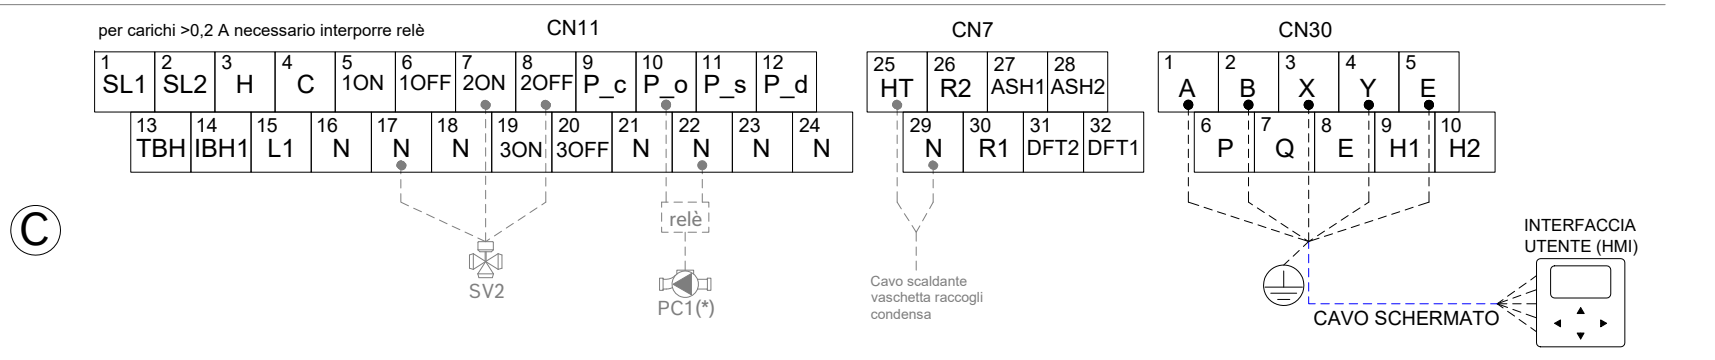 per carichi >0,2 A necessario interporre relè
CN11
CN7
CN30
1 2 3 4 5 6 7 8 9 10 11 12
SL1 SL2 H C 1ON 1OFF 2ON 2OFF P_c P_o P_s P_d
13 14 15 16 17 18 19 20 21 22 23 24
TBH IBH1 L1 N N N 3ON 3OFF N N N N
25 26 27 28
HT R2 ASH1 ASH2
29 30 31 32
N R1 DFT2 DFT1
1 2 3 4 5
A B X Y E
6 7 8 9 10
P Q E H1 H2
C
relè
SV2
PC1(*)
Cavo scaldante
vaschetta raccogli
condensa
INTERFACCIA
UTENTE (HMI)
CAVO SCHERMATO